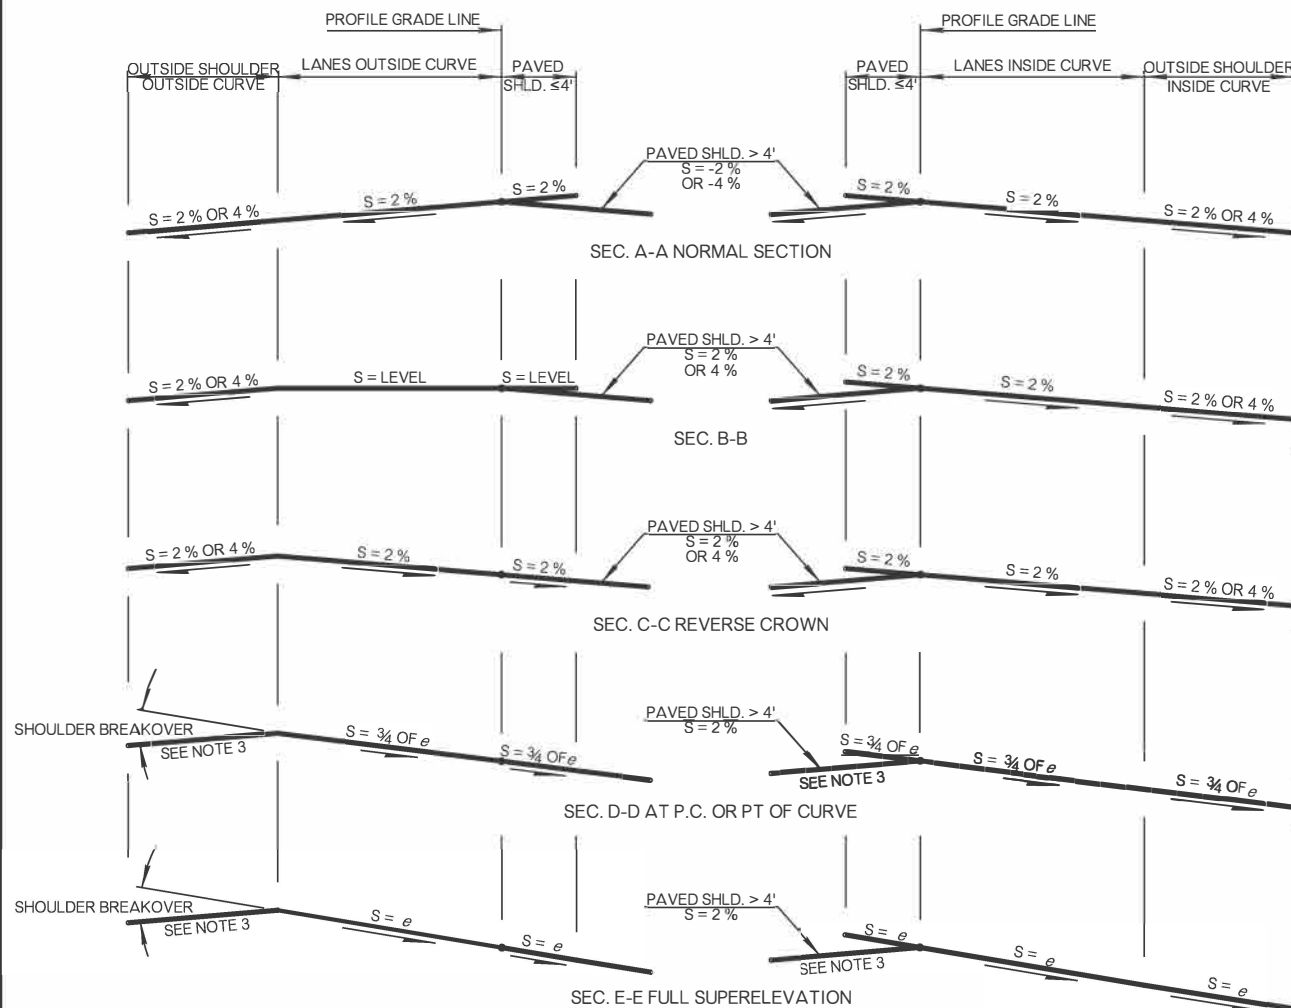 PROFILE GRADE LINE
PROFILE GRADE LINE
OUTSIDE SHOULDER
OUTSIDE CURVE
LANES OUTSIDE CURVE
PAVED
SHLD. ≤4'
PAVED
SHLD. ≤4'
LANES INSIDE CURVE
OUTSIDE SHOULDER
INSIDE CURVE
PAVED SHLD. > 4'
S = -2 %
OR -4 %
S = 2 % OR 4 %
S = 2 %
S = 2 %
S = 2 %
S = 2 %
S = 2 % OR 4 %
SEC. A-A NORMAL SECTION
PAVED SHLD. > 4'
S = 2 %
OR 4 %
S = 2 % OR 4 %
S = LEVEL
S = LEVEL
S = 2 %
S = 2 %
S = 2 % OR 4 %
SEC. B-B
PAVED SHLD. > 4'
S = 2 %
OR 4 %
S = 2 % OR 4 %
S = 2 %
S = 2 %
S = 2 %
S = 2 %
S = 2 % OR 4 %
SEC. C-C REVERSE CROWN
PAVED SHLD. > 4'
S = 2 %
SHOULDER BREAKOVER
SEE NOTE 3
S = ¾ OF e
S = ¾ OF e
S = ¾ OF e
SEE NOTE 3
S = ¾ OF e
S = ¾ OF e
SEC. D-D AT P.C. OR PT OF CURVE
PAVED SHLD. > 4'
S = 2 %
SHOULDER BREAKOVER
SEE NOTE 3
S = e
S = e
S = e
SEE NOTE 3
S = e
S = e
SEC. E-E FULL SUPERELEVATION